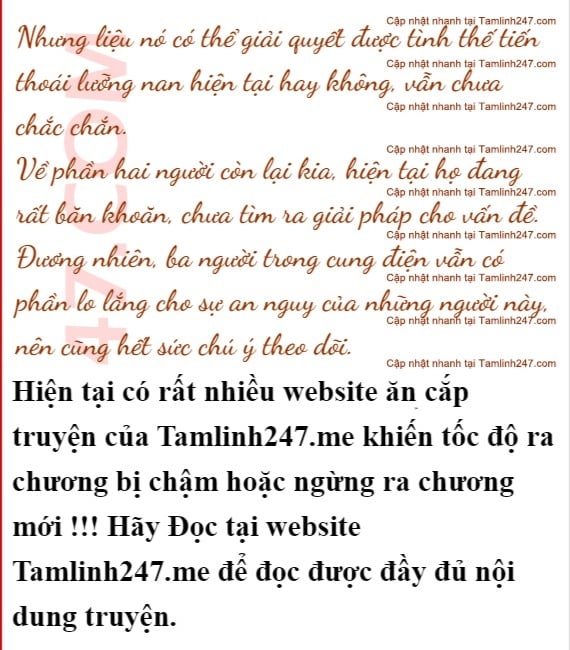 Cập nhật nhanh tại Tamlinh247.com
Nhưng liệu nó có thể giải quyết được tình thế tiến
Cập nhật nhanh tại Tamlinh247.com
thoái lưỡng nan hiện tại hay không, vẫn chưa
Cập nhật nhanh tại Tamlinh247.com
chắc chắn.
Cập nhật nhanh tại Tamlinh247.com
Về phần hai người còn lại kia, hiện tại họ đang
Cập nhật nhanh tại Tamlinh247.com
rất băn khoăn, chưa tìm ra giải pháp cho vấn đề.
Cập nhật nhanh tại Tamlinh247.com
Đương nhiên, ba người trong cung điện vẫn có
Cập nhật nhanh tại Tamlinh247.com
phần lo lắng cho sự an nguy của những người này,
Cập nhật nhanh tại Tamlinh247.com
nên cũng hết sức chú ý theo dõi.
Cập nhật nhanh tại Tamlinh247.com
47.COM
Hiện tại có rất nhiều website ăn cắp
truyện của Tamlinh247.me khiến tốc độ ra
chương bị chậm hoặc ngừng ra chương
mới !!! Hãy Đọc tại website
Tamlinh247.me để đọc được đầy đủ nội
dung truyện.